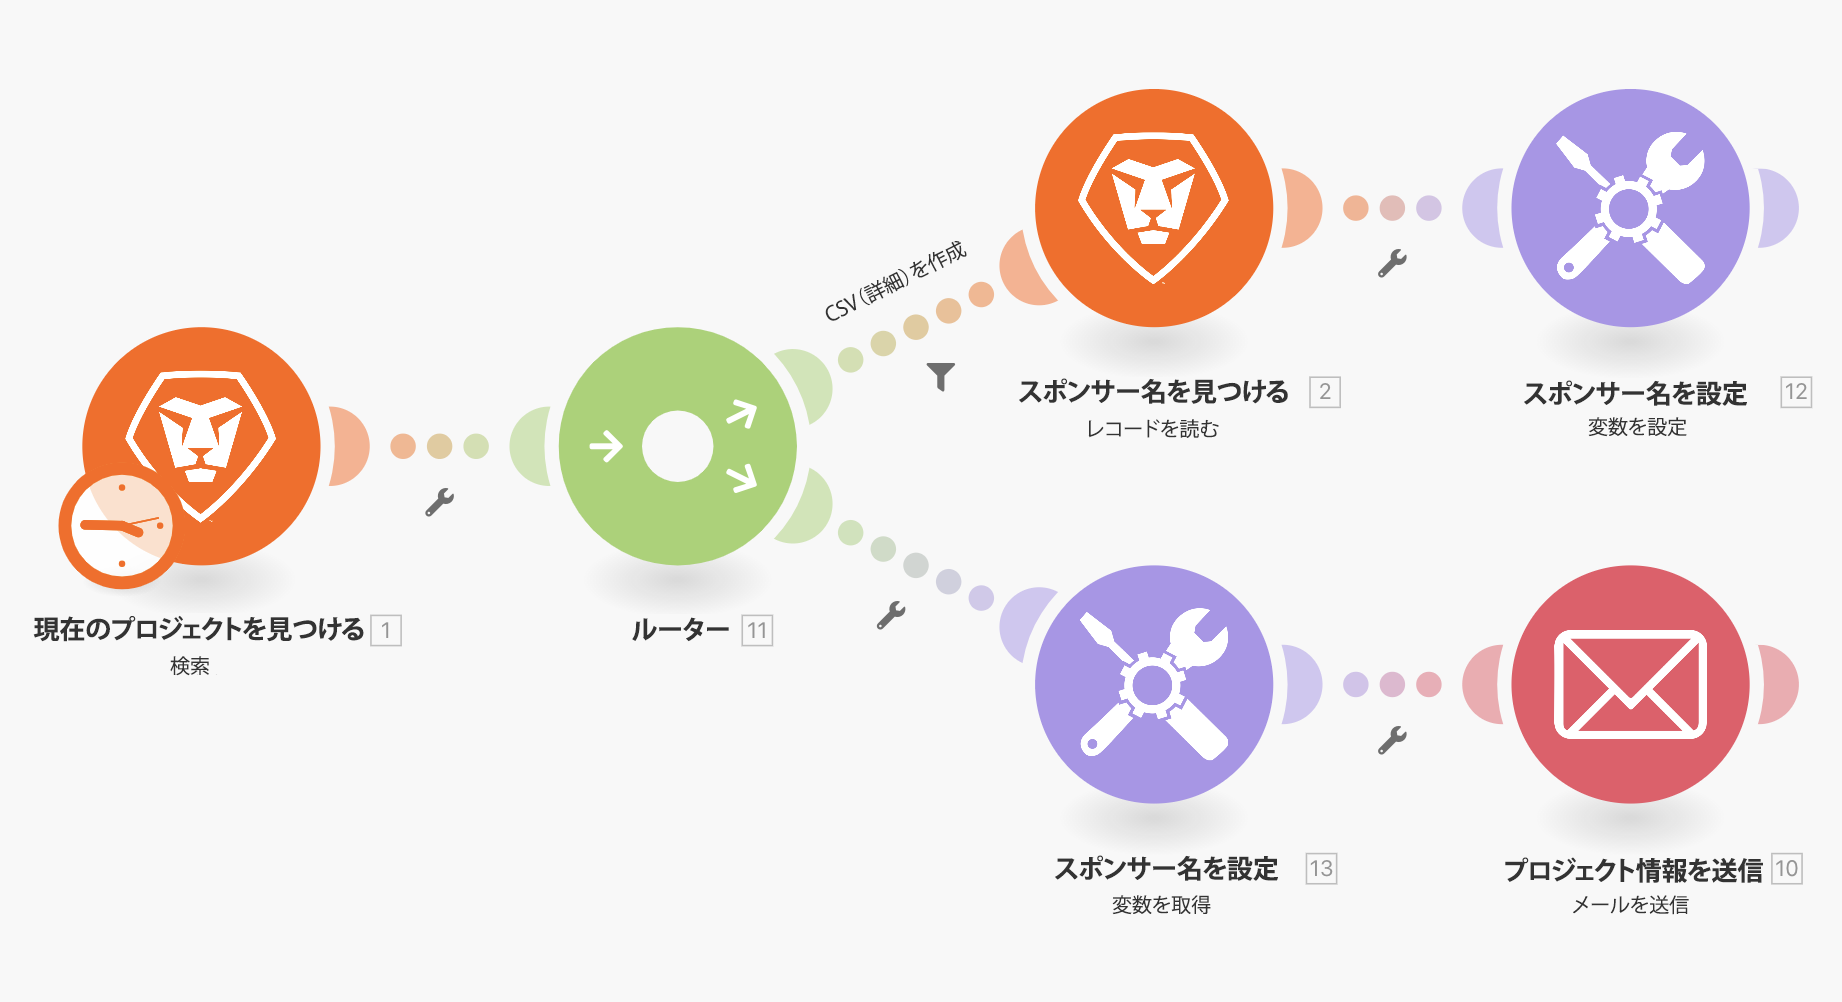 現在のプロジェクトを見つける 1
検索
ルーター 11
CSV（詳細）を作成
スポンサー名を見つける 2
レコードを読む
スポンサー名を設定 12
変数を設定
スポンサー名を設定 13
変数を取得
プロジェクト情報を送信 10
メールを送信